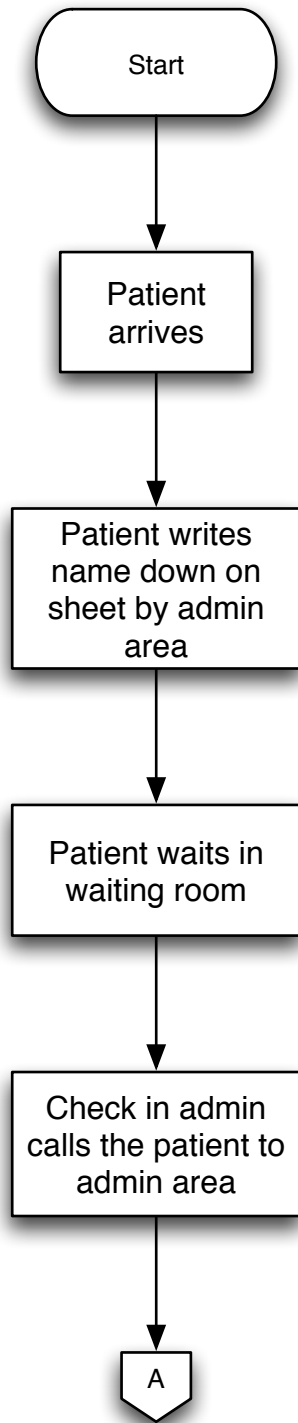 Start
Patient
arrives
Patient writes
name down on
sheet by admin
area
Patient waits in
waiting room
Check in admin
calls the patient to
admin area
A